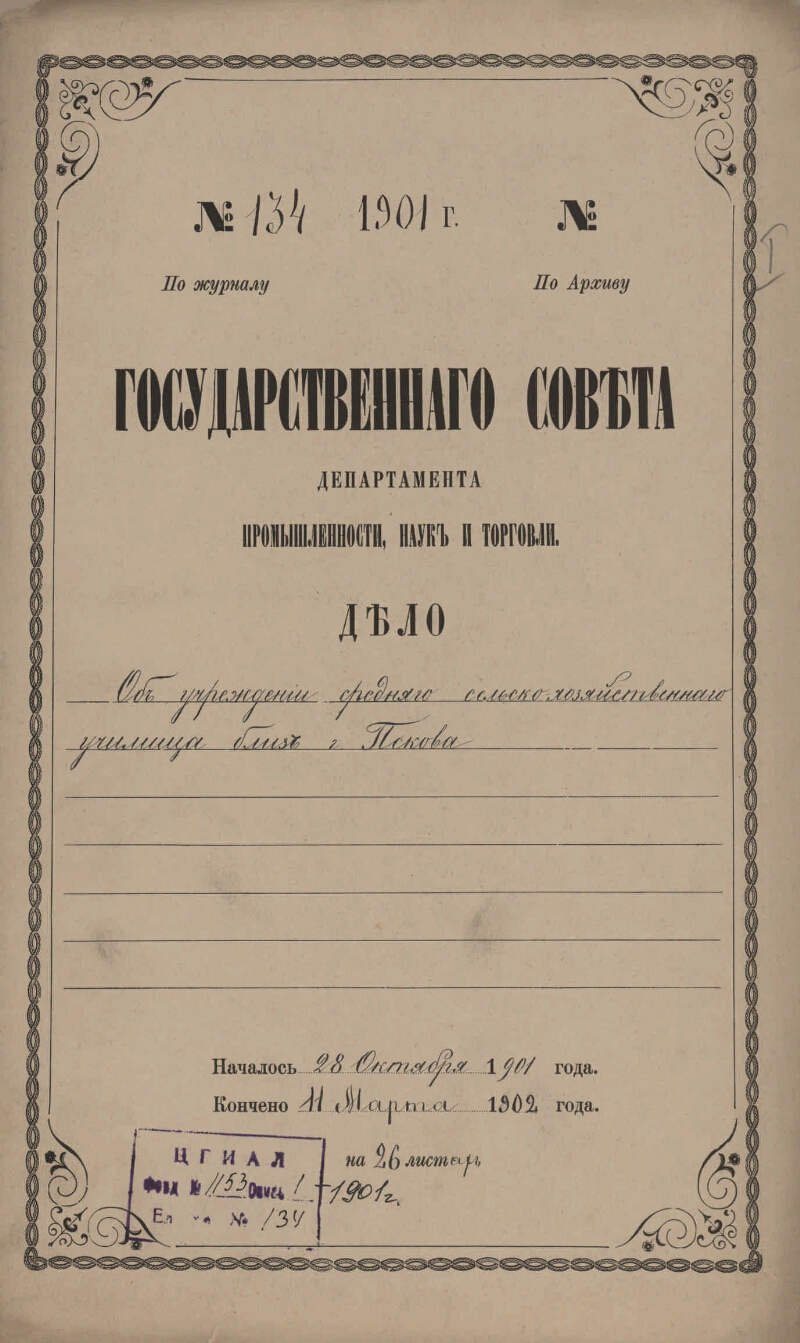 № 134 1901 г. №
По журналу По Архиву
1
ГОСУДАРСТВЕННАГО СОВѢТА
ДЕПАРТАМЕНТА
ПРОМЫШЛЕННОСТИ, НАУКЪ И ТОРГОВЛИ.
ДѢЛО
Объ учрежденіи средняго сельско-хозяйственнаго
училища близъ г. Пскова
Началось 28 Октября 1901 года.
Кончено 11 Марта 1902 года.
на 26 листахъ
ЦГИАЛ
Фонд № 1153 Опись 1 1901 г.
№ 134